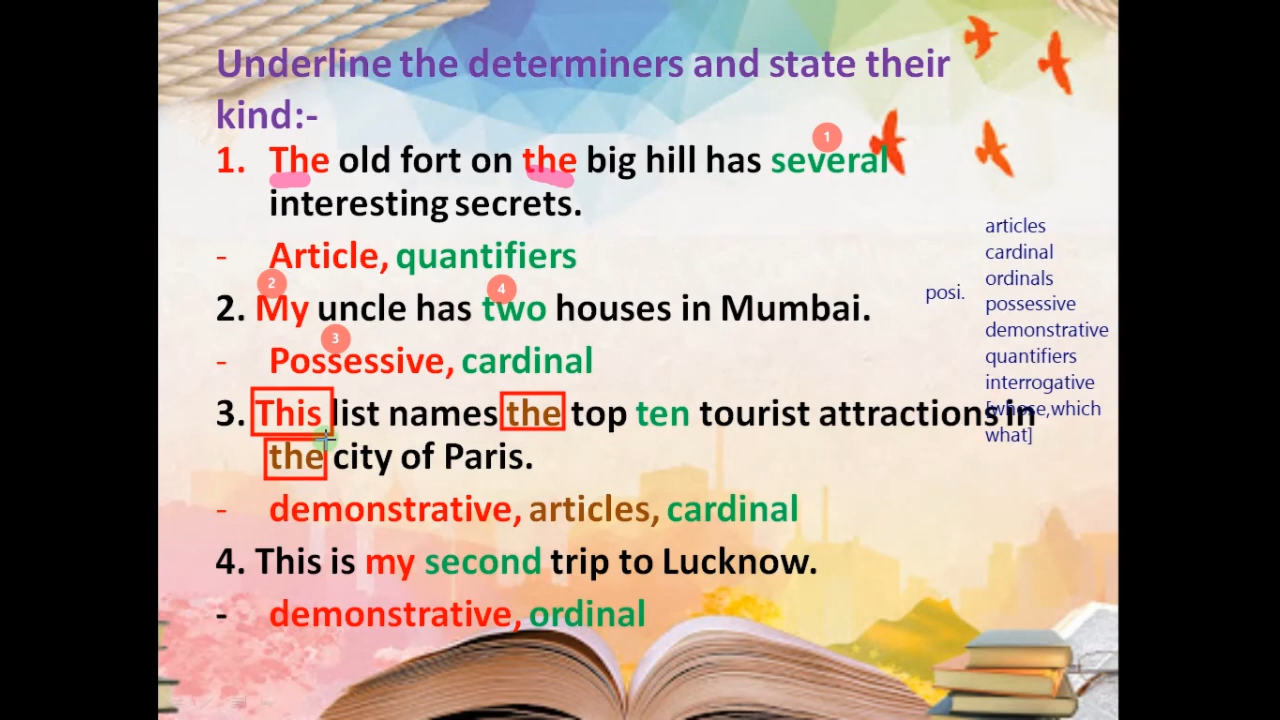 Underline the determiners and state their
kind:-
1. The old fort on the big hill has several
interesting secrets.
- Article, quantifiers
2. My uncle has two houses in Mumbai.
- Possessive, cardinal
3. This list names the top ten tourist attractions in
the city of Paris.
- demonstrative, articles, cardinal
4. This is my second trip to Lucknow.
- demonstrative, ordinal
1
2
4
3
posi.
articles
cardinal
ordinals
possessive
demonstrative
quantifiers
interrogative
[whose,which
what]